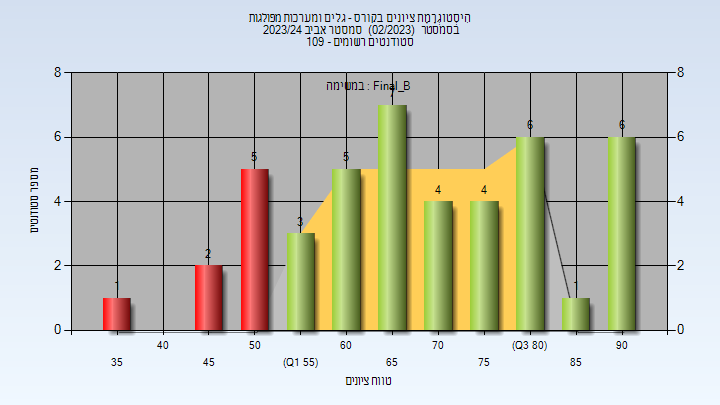 היסטוגרמת ציונים בקורס - גלים ומערכות מפולגות
בסמסטר (02/2023) סמסטר אביב 2023/24
סטודנטים רשומים - 109
במשימה : Final_B
מספר סטודנטים
8 8
6 6
4 4
2 2
0 0
1 2 5 3 5 7 4 4 6 1 6
35 40 45 50 (Q1 55) 60 65 70 75 (Q3 80) 85 90
טווח ציונים